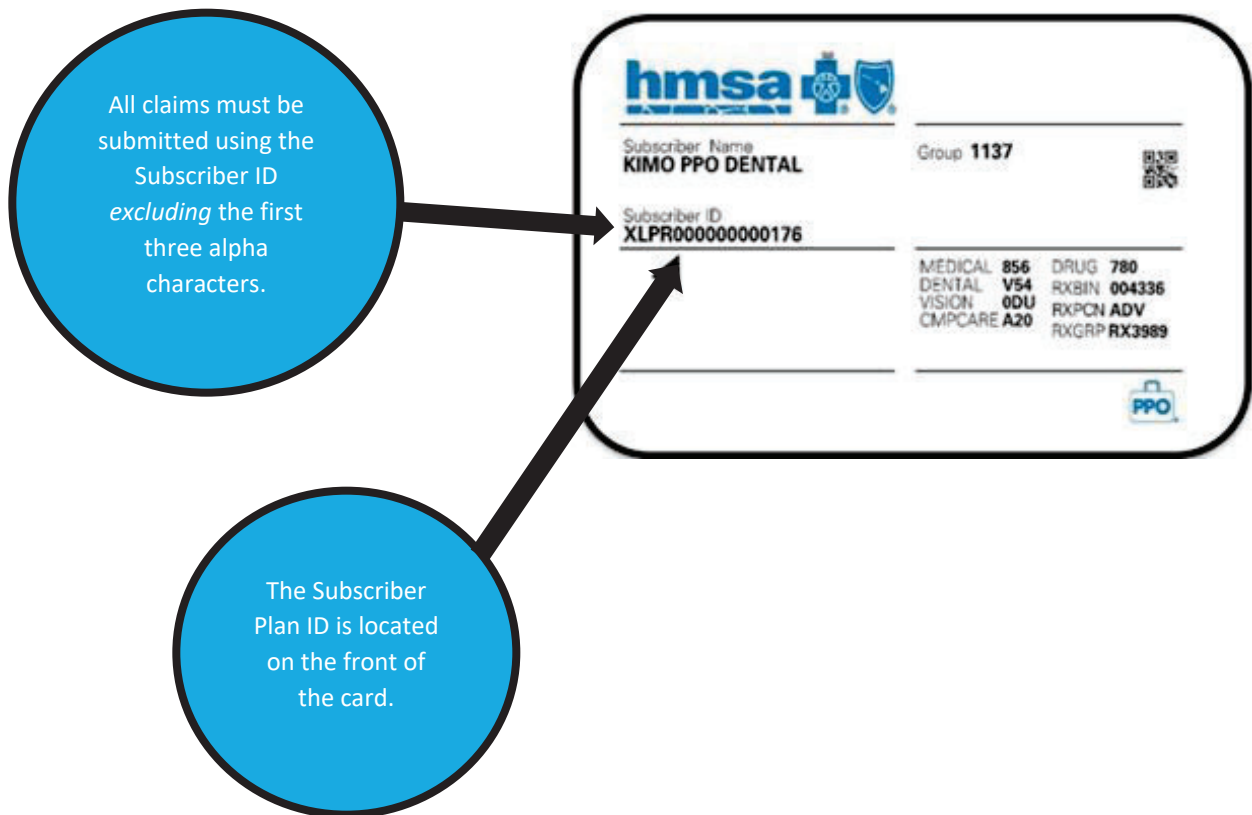 All claims must be
submitted using the
Subscriber ID
excluding the first
three alpha
characters.
hmsa
Subscriber Name
KIMO PPO DENTAL
Group 1137
Subscriber ID
XLPR000000000176
MEDICAL 856
DENTAL V54
VISION 0DU
CMPCARE A20
DRUG 780
RXBIN 004336
RXPCN ADV
RXGRP RX3989
PPO
The Subscriber
Plan ID is located
on the front of
the card.